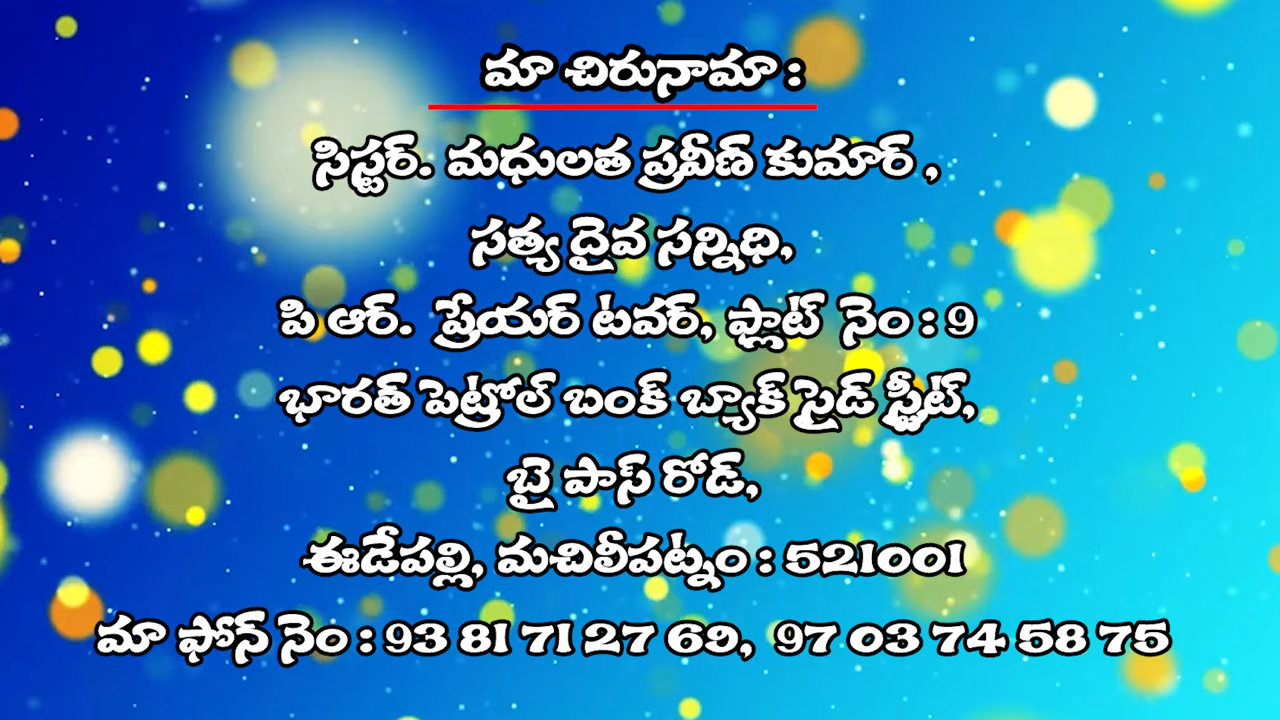 మా చిరునామా :
సిస్టర్. మధులత ప్రవీణ్ కుమార్ ,
సత్య దైవ సన్నిధి,
పి ఆర్. ప్రేయర్ టవర్, ఫ్లాట్ నెం : 9
భారత్ పెట్రోల్ బంక్ బ్యాక్ సైడ్ స్ట్రీట్,
బై పాస్ రోడ్,
ఈడేపల్లి, మచిలీపట్నం : 521001
మా ఫోన్ నెం : 93 81 71 27 69, 97 03 74 58 75